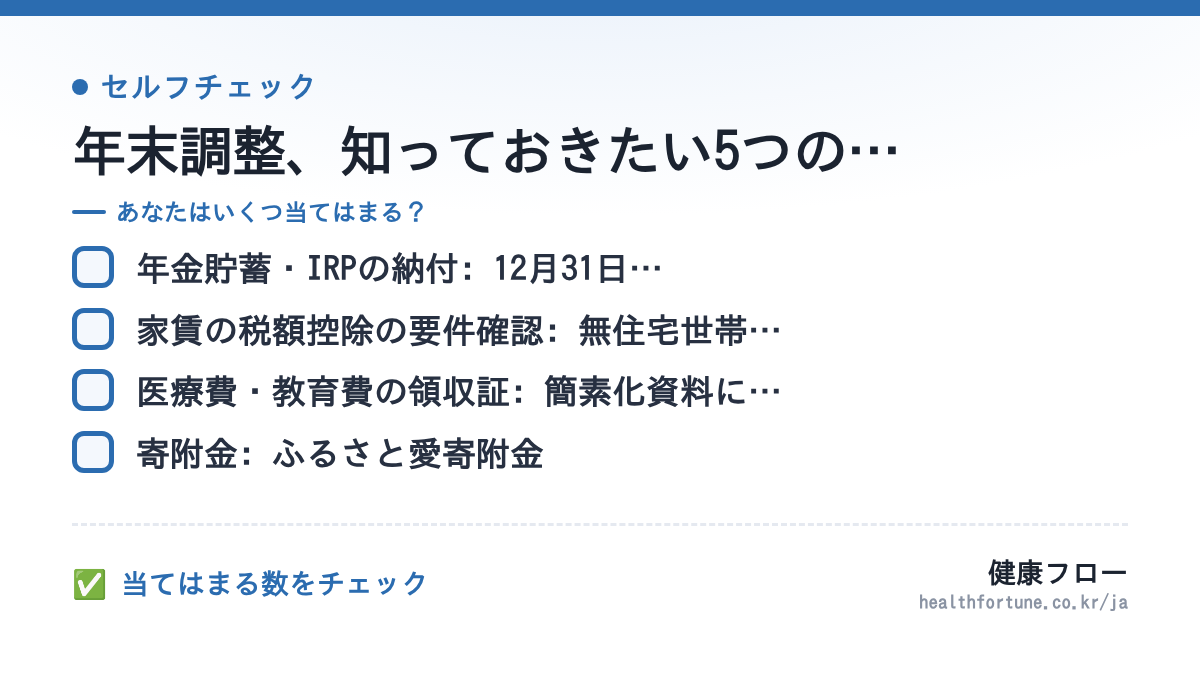 セルフチェック
年末調整、知っておきたい5つの…
あなたはいくつ当てはまる？
年金貯蓄・IRPの納付: 12月31日…
家賃の税額控除の要件確認: 無住宅世帯…
医療費・教育費の領収証: 簡素化資料に…
寄附金: ふるさと愛寄附金
当てはまる数をチェック
健康フロー
healthfortune.co.kr/ja